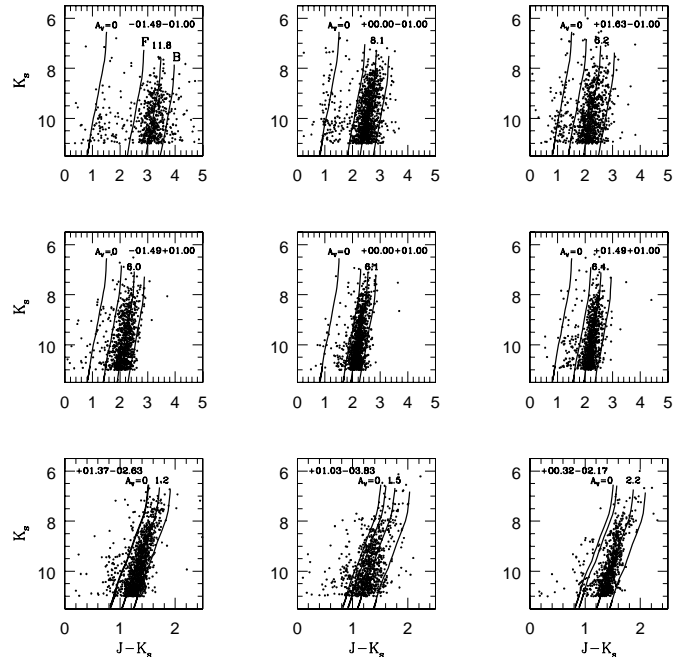 A_V=0 −01.49−01.00
F 11.8 B
A_V=0 +00.00−01.00
8.1
A_V=0 +01.63−01.00
6.2
K_s
6 8 10
0 1 2 3 4 5
6 8 10
0 1 2 3 4 5
6 8 10
0 1 2 3 4 5
A_V=0 −01.49+01.00
6.0
A_V=0 +00.00+01.00
A_V=0 +01.49+01.00
6.4
K_s
6 8 10
0 1 2 3 4 5
6 8 10
0 1 2 3 4 5
6 8 10
0 1 2 3 4 5
+01.37−02.63
A_V=0 1.2
+01.03−03.83
A_V=0 1.5
+00.32−02.17
A_V=0 2.2
K_s
6 8 10
0 1 2
6 8 10
0 1 2
6 8 10
0 1 2
J−K_s
J−K_s
J−K_s